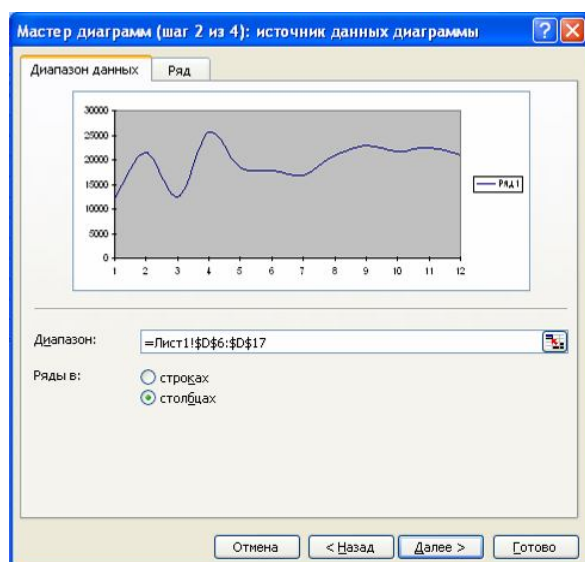 Мастер диаграмм (шаг 2 из 4): источник данных диаграммы
Диапазон данных Ряд
30000
25000
20000
15000
10000
5000
0
1 2 3 4 5 6 7 8 9 10 11 12
Ряд1
Диапазон: =Лист1!$D$6:$D$17
Ряды в: строках
столбцах
Отмена < Назад Далее > Готово